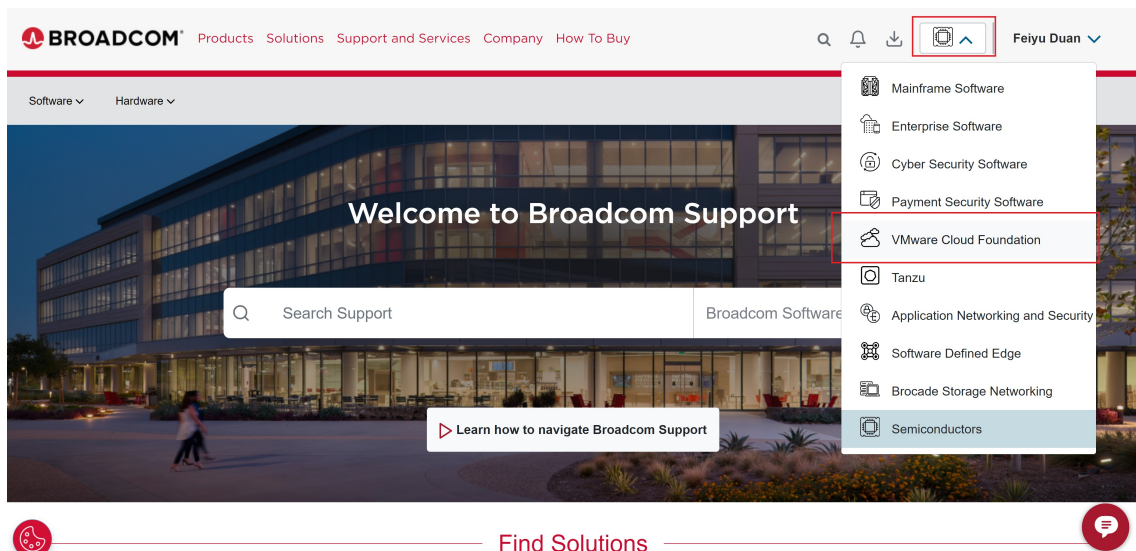 BROADCOM®
Products Solutions Support and Services Company How To Buy
Feiyu Duan
Software
Hardware
Mainframe Software
Enterprise Software
Cyber Security Software
Payment Security Software
VMware Cloud Foundation
Tanzu
Application Networking and Security
Software Defined Edge
Brocade Storage Networking
Semiconductors
Welcome to Broadcom Support
Search Support
Broadcom Software
Learn how to navigate Broadcom Support
Find Solutions